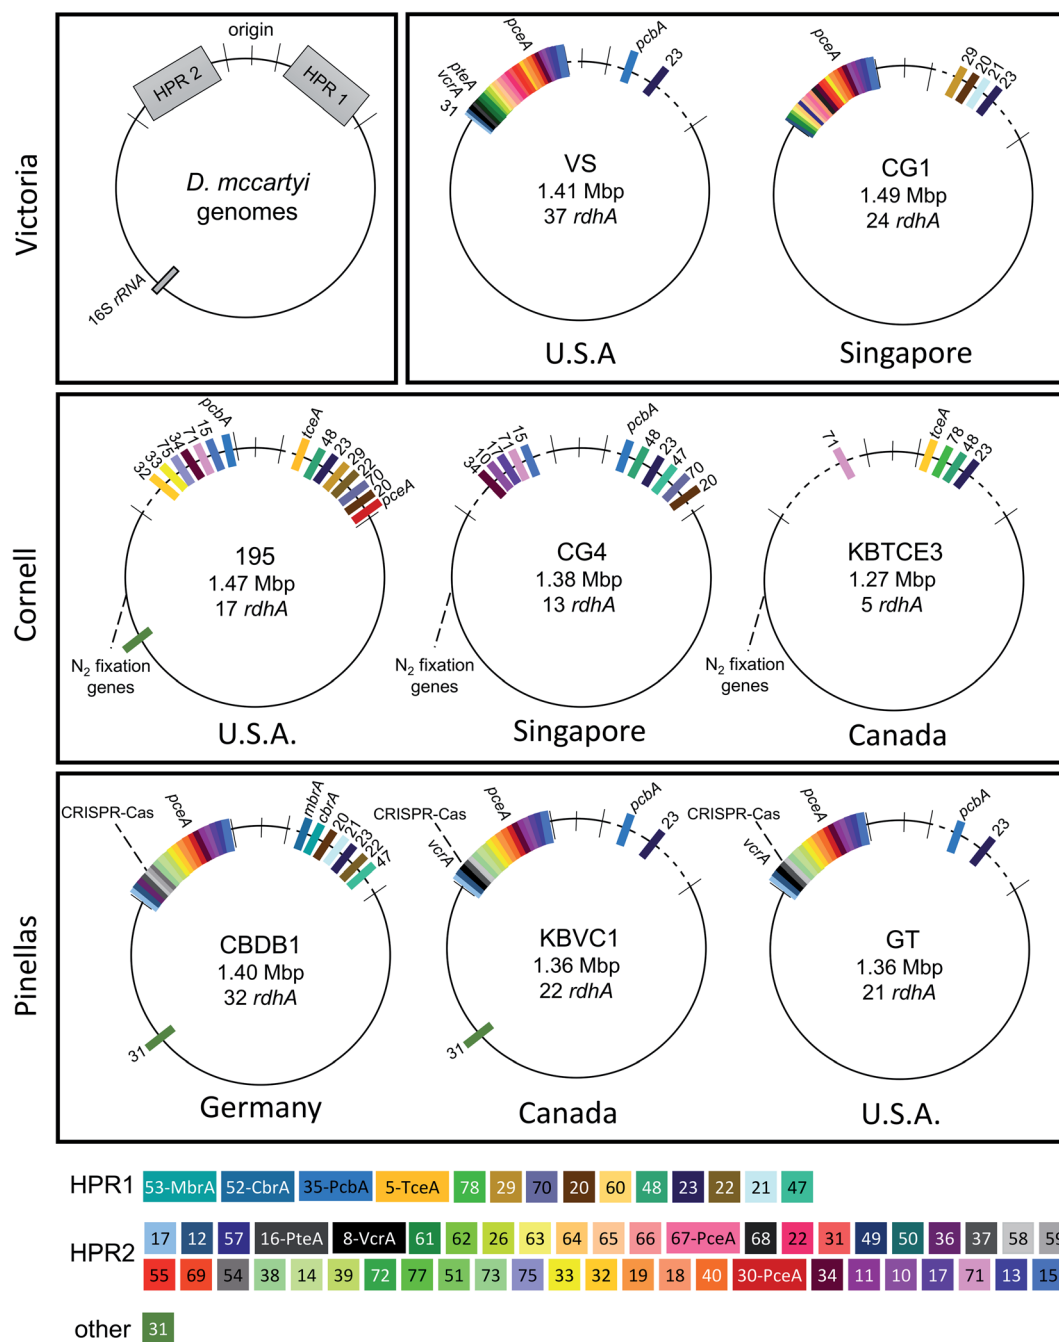 Victoria
origin
HPR 2
HPR 1
D. mccartyi
genomes
16S rRNA
pceA
pteA
vcrA
31
pcbA
23
VS
1.41 Mbp
37 rdhA
U.S.A
pceA
29
20
21
23
CG1
1.49 Mbp
24 rdhA
Singapore
Cornell
32
33
75
34
71
15
pcbA
tceA
48
23
29
22
70
20
pceA
195
1.47 Mbp
17 rdhA
N2 fixation
genes
U.S.A.
34
10
11
71
15
pcbA
48
23
47
70
20
CG4
1.38 Mbp
13 rdhA
N2 fixation
genes
Singapore
71
tceA
78
48
23
KBTCE3
1.27 Mbp
5 rdhA
N2 fixation
genes
Canada
Pinellas
CRISPR-Cas
pceA
mbrA
cbrA
20
21
23
22
47
CBDB1
1.40 Mbp
32 rdhA
31
Germany
CRISPR-Cas
pceA
vcrA
pcbA
23
KBVC1
1.36 Mbp
22 rdhA
31
Canada
CRISPR-Cas
pceA
vcrA
pcbA
23
GT
1.36 Mbp
21 rdhA
U.S.A.
HPR1 53-MbrA 52-CbrA 35-PcbA 5-TceA 78 29 70 20 60 48 23 22 21 47
HPR2
17 12 57 16-PteA 8-VcrA 61 62 26 63 64 65 66 67-PceA 68 22 31 49 50 36 37 58 59
55 69 54 38 14 39 72 77 51 73 75 33 32 19 18 40 30-PceA 34 11 10 17 71 13 15
other 31